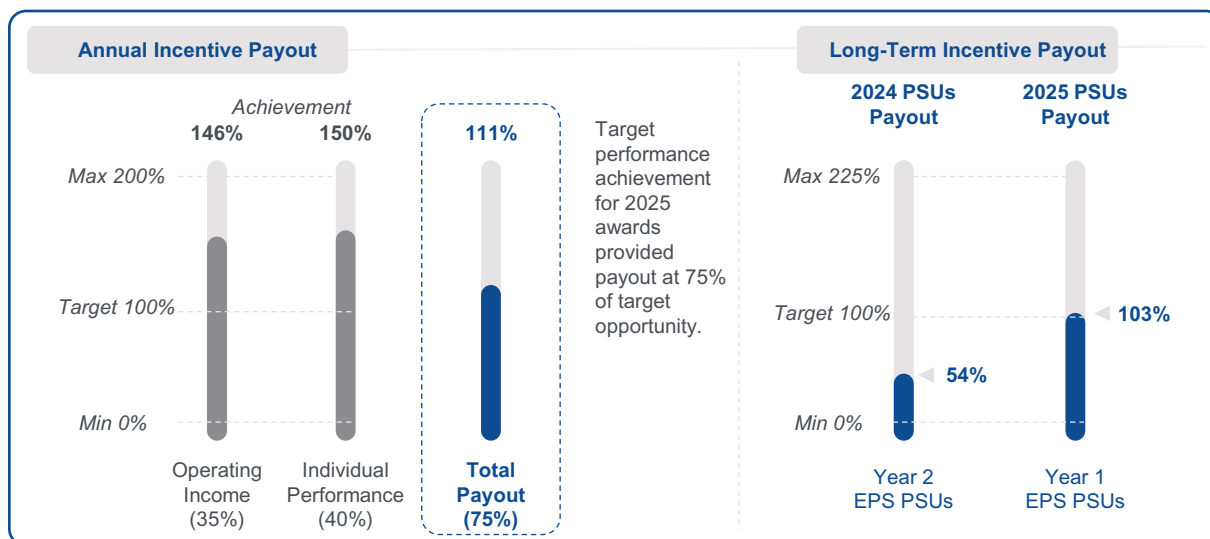 Annual Incentive Payout
Achievement
146%
150%
111%
Max 200%
Target 100%
Min 0%
Operating
Income
(35%)
Individual
Performance
(40%)
Total
Payout
(75%)
Target
performance
achievement
for 2025
awards
provided
payout at 75%
of target
opportunity.
Long-Term Incentive Payout
2024 PSUs
Payout
2025 PSUs
Payout
Max 225%
Target 100%
103%
54%
Min 0%
Year 2
EPS PSUs
Year 1
EPS PSUs